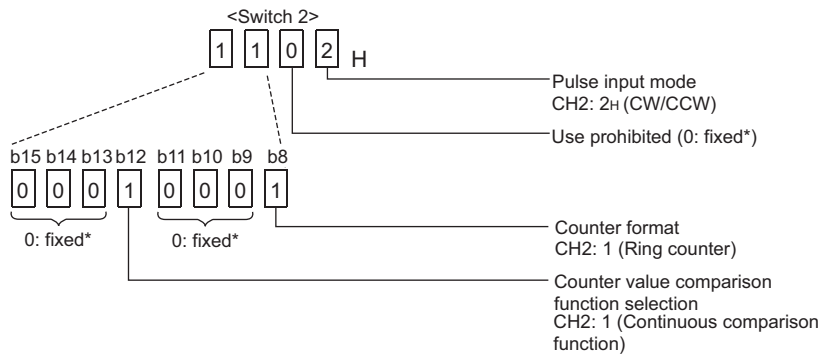 <Switch 2>
1 1 0 2 H
Pulse input mode
CH2: 2H (CW/CCW)
Use prohibited (0: fixed*)
b15 b14 b13 b12 b11 b10 b9 b8
0 0 0 1 0 0 0 1
0: fixed* 0: fixed*
Counter format
CH2: 1 (Ring counter)
Counter value comparison
function selection
CH2: 1 (Continuous comparison
function)